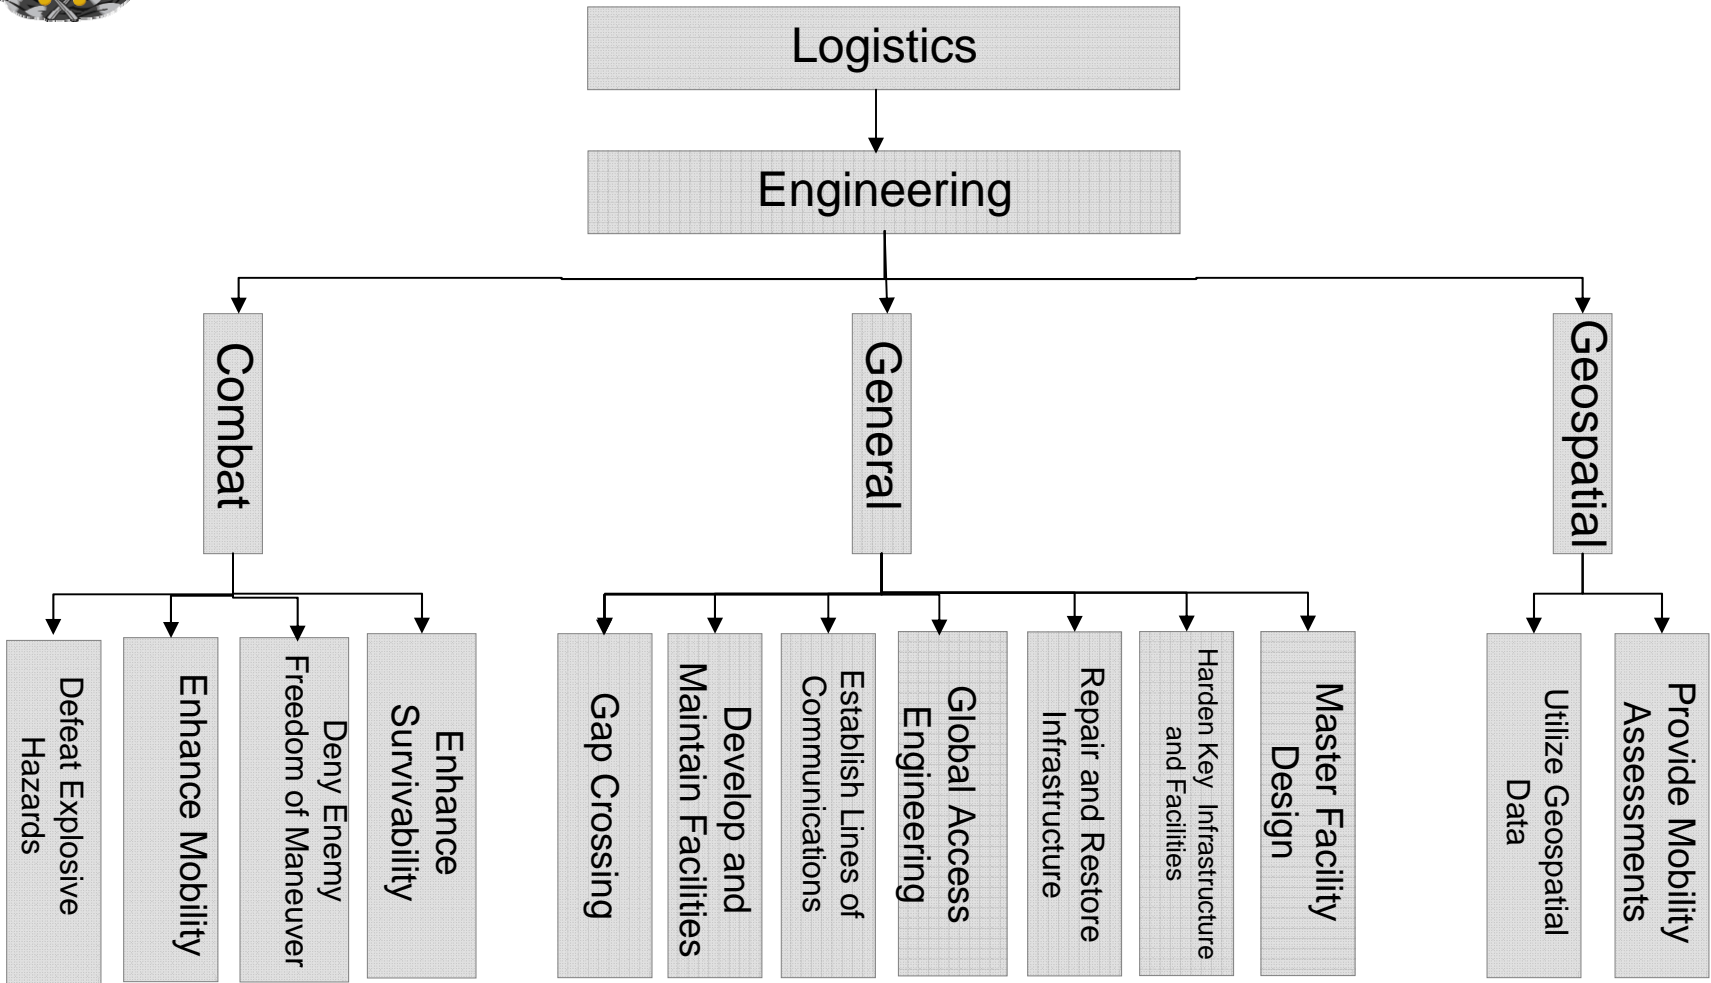 Logistics
Engineering
Combat
General
Geospatial
Defeat Explosive
Hazards
Enhance Mobility
Deny Enemy
Freedom of Maneuver
Enhance
Survivability
Gap Crossing
Develop and
Maintain Facilities
Establish Lines of
Communications
Global Access
Engineering
Repair and Restore
Infrastructure
Harden Key Infrastructure
and Facilities
Master Facility
Design
Utilize Geospatial
Data
Provide Mobility
Assessments